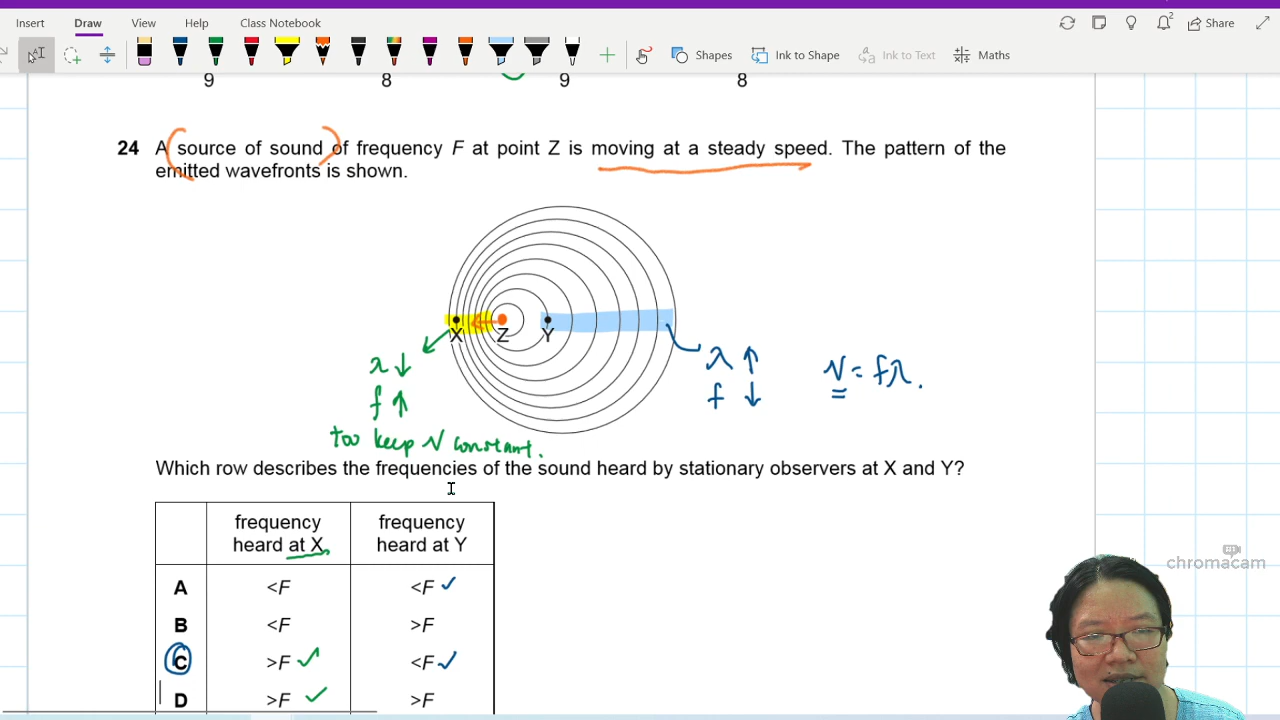 Insert Draw View Help Class Notebook 2 Share
Shapes Ink to Shape Ink to Text Maths
9 8 9 8
24 A source of sound of frequency F at point Z is moving at a steady speed. The pattern of the
emitted wavefronts is shown.
X Z Y
λ ↓
f ↑
too keep v constant.
λ ↑
f ↓
v = fλ.
Which row describes the frequencies of the sound heard by stationary observers at X and Y?
frequency heard at X
frequency heard at Y
A <F <F ✓
B <F >F
C >F ✓ <F ✓
D >F ✓ >F
chromacam